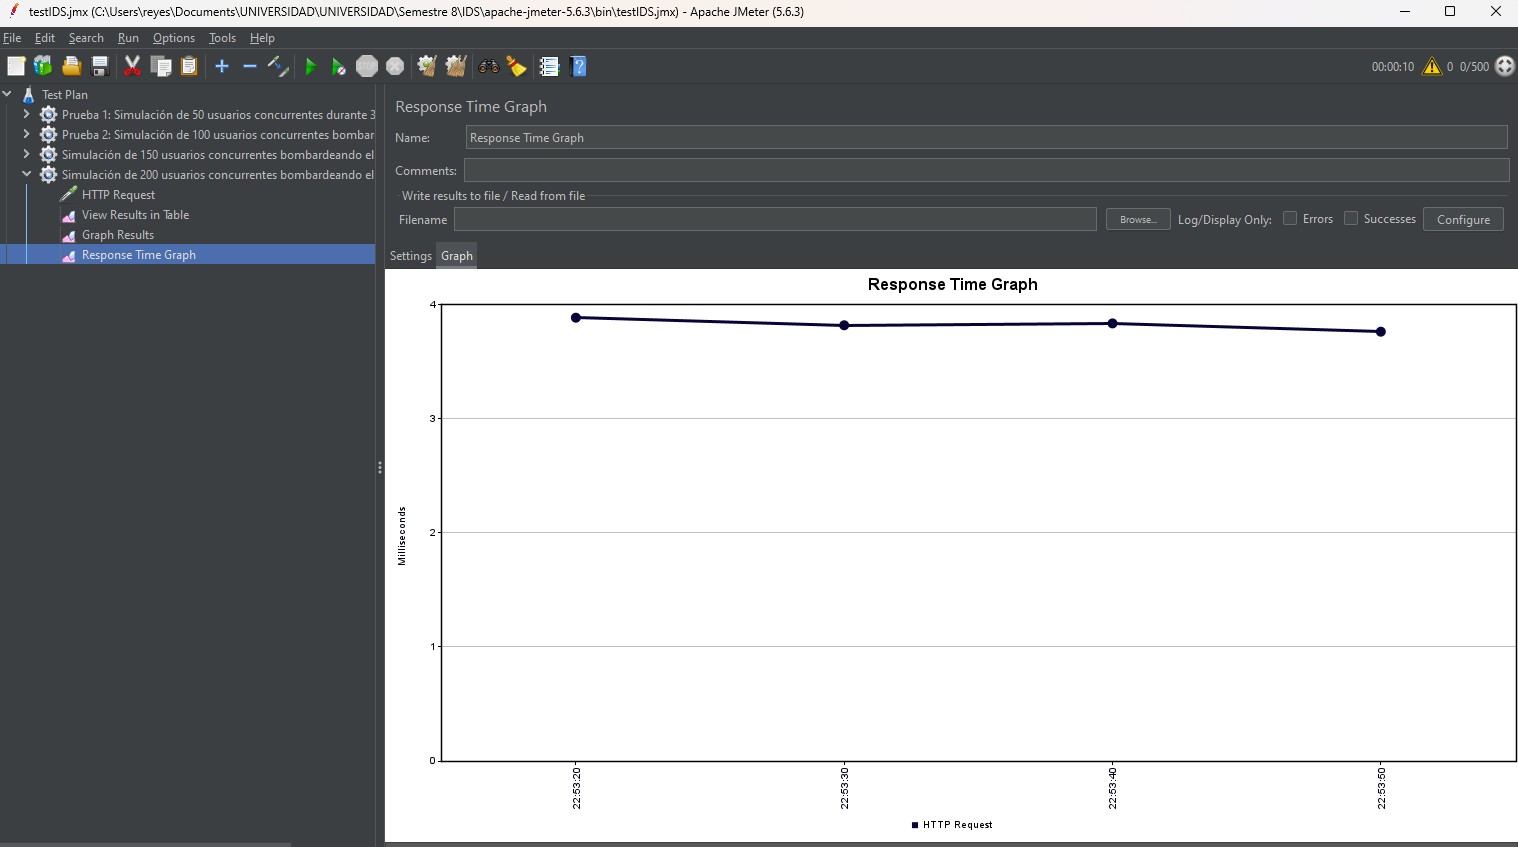 testIDS.jmx (C:\Users\reyes\Documents\UNIVERSIDAD\UNIVERSIDAD\Semestre 8\IDS\apache-jmeter-5.6.3\bin\testIDS.jmx) - Apache JMeter (5.6.3)
File Edit Search Run Options Tools Help
STOP
00:00:10 0 0/500
Test Plan
Prueba 1: Simulación de 50 usuarios concurrentes durante 3
Prueba 2: Simulación de 100 usuarios concurrentes bombar
Simulación de 150 usuarios concurrentes bombardeando el
Simulación de 200 usuarios concurrentes bombardeando el
HTTP Request
View Results in Table
Graph Results
Response Time Graph
Response Time Graph
Name: Response Time Graph
Comments:
Write results to file / Read from file
Filename Browse... Log/Display Only: Errors Successes Configure
Settings Graph
Response Time Graph
4
3
2
1
0
Milliseconds
22:53:20 22:53:30 22:53:40 22:53:50
HTTP Request